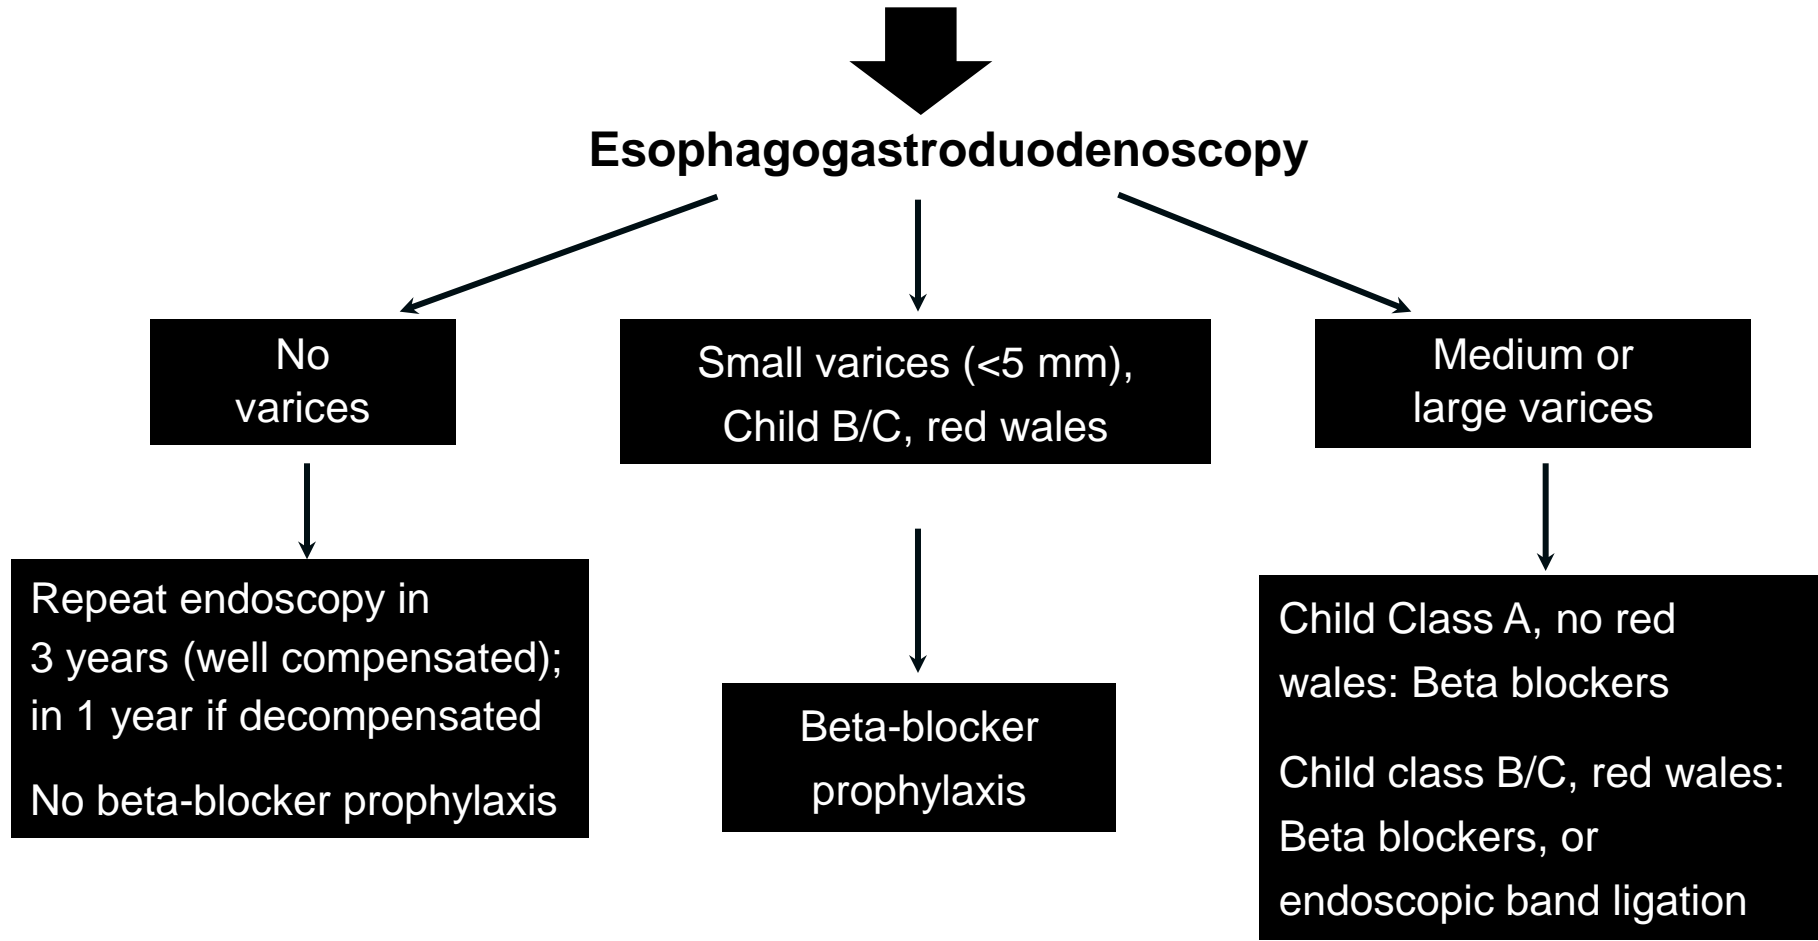 Esophagogastroduodenoscopy
No
varices
Small varices (<5 mm),
Child B/C, red wales
Medium or
large varices
Repeat endoscopy in
3 years (well compensated);
in 1 year if decompensated
No beta-blocker prophylaxis
Beta-blocker
prophylaxis
Child Class A, no red
wales: Beta blockers
Child class B/C, red wales:
Beta blockers, or
endoscopic band ligation